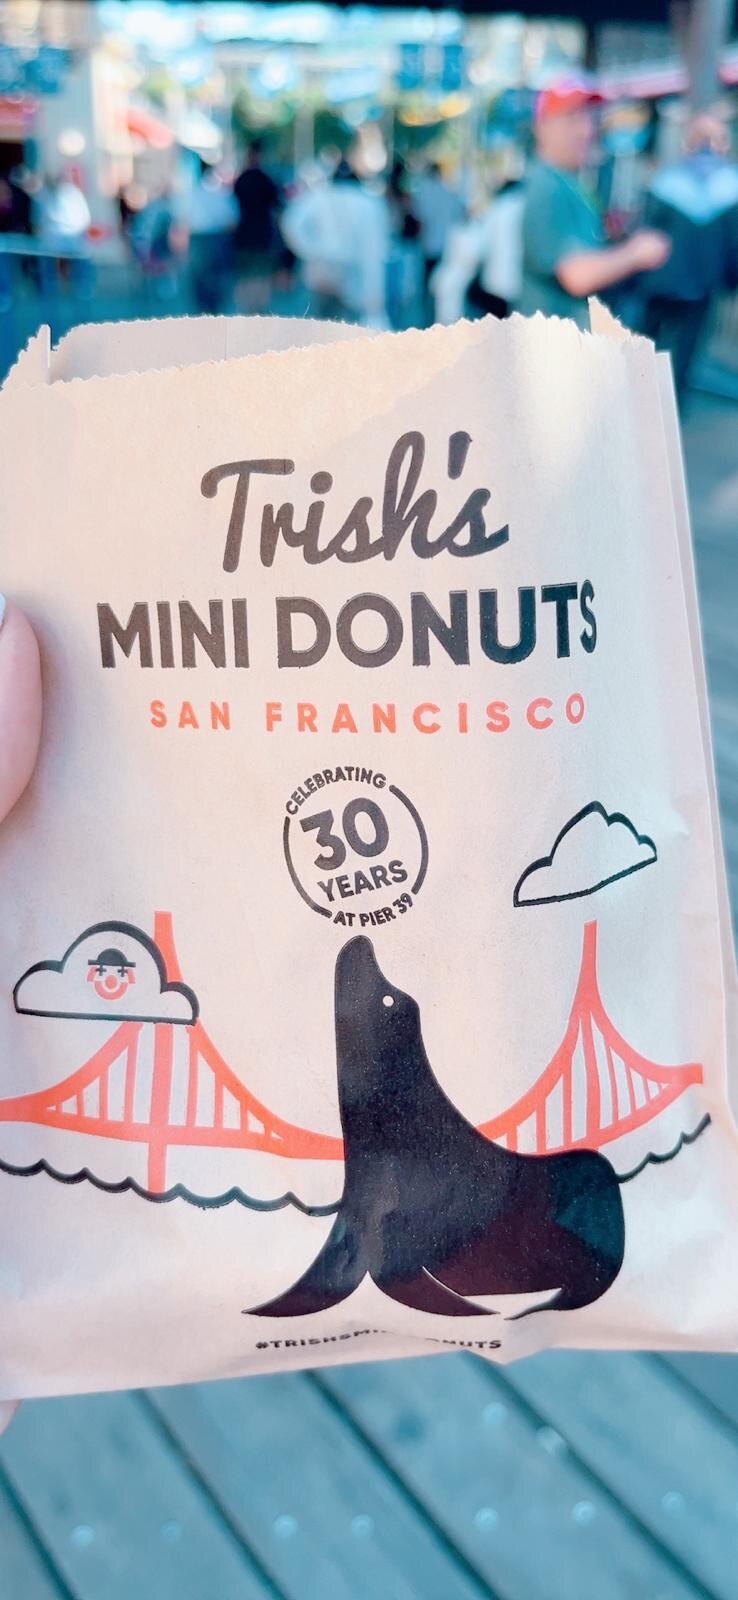 Trish's
MINI DONUTS
SAN FRANCISCO
CELEBRATING
30
YEARS
AT PIER 39